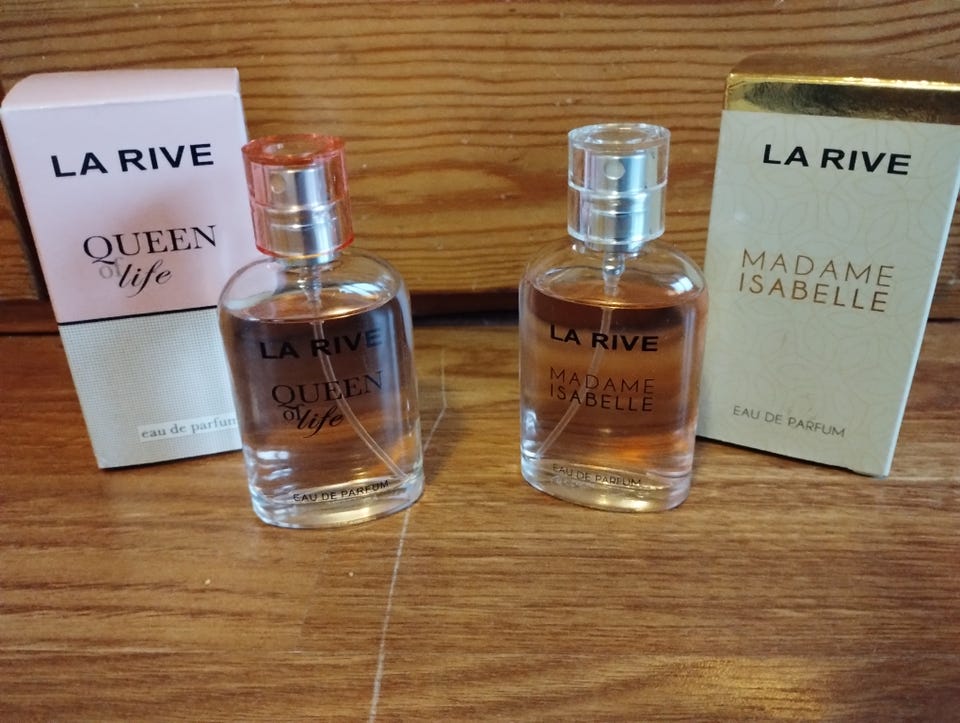 LA RIVE
QUEEN
of life
eau de parfum
LA RIVE
QUEEN
of life
EAU DE PARFUM
LA RIVE
MADAME
ISABELLE
EAU DE PARFUM
LA RIVE
MADAME
ISABELLE
EAU DE PARFUM